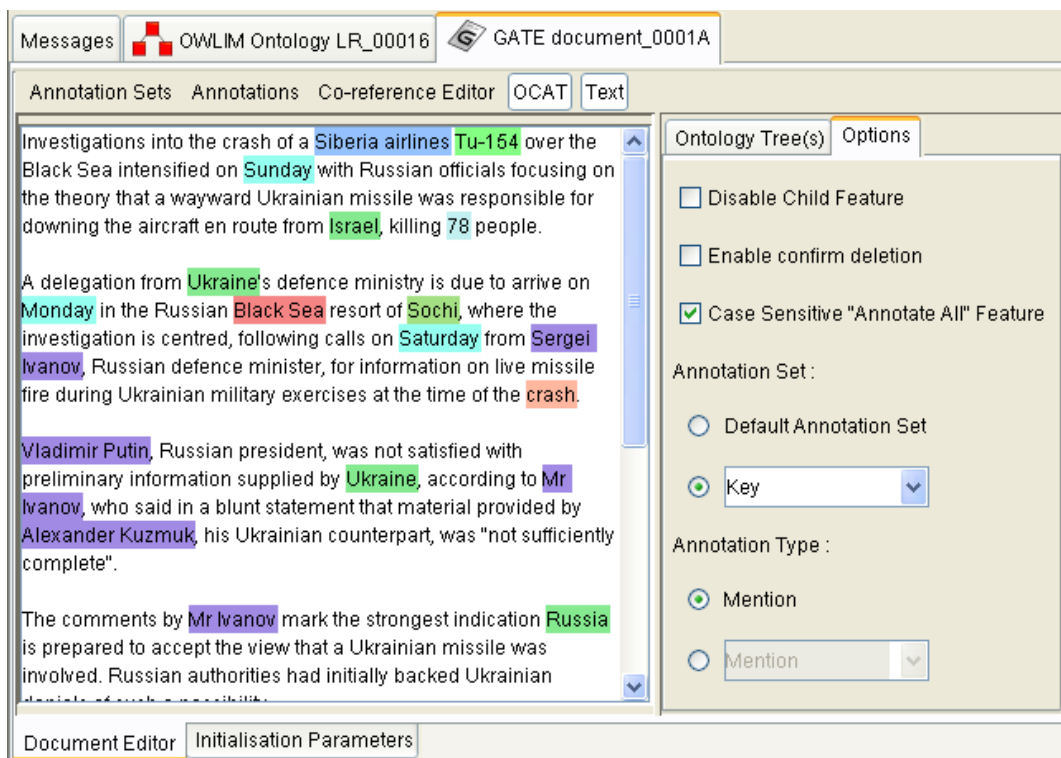 Messages OWLIM Ontology LR_00016 GATE document_0001A
Annotation Sets Annotations Co-reference Editor OCAT Text
Investigations into the crash of a Siberia airlines Tu-154 over the
Black Sea intensified on Sunday with Russian officials focusing on
the theory that a wayward Ukrainian missile was responsible for
downing the aircraft en route from Israel, killing 78 people.
A delegation from Ukraine's defence ministry is due to arrive on
Monday in the Russian Black Sea resort of Sochi, where the
investigation is centred, following calls on Saturday from Sergei
Ivanov, Russian defence minister, for information on live missile
fire during Ukrainian military exercises at the time of the crash.
Vladimir Putin, Russian president, was not satisfied with
preliminary information supplied by Ukraine, according to Mr
Ivanov, who said in a blunt statement that material provided by
Alexander Kuzmuk, his Ukrainian counterpart, was "not sufficiently
complete".
The comments by Mr Ivanov mark the strongest indication Russia
is prepared to accept the view that a Ukrainian missile was
involved. Russian authorities had initially backed Ukrainian
Ontology Tree(s) Options
Disable Child Feature
Enable confirm deletion
Case Sensitive "Annotate All" Feature
Annotation Set :
Default Annotation Set
Key
Annotation Type :
Mention
Mention
Document Editor Initialisation Parameters